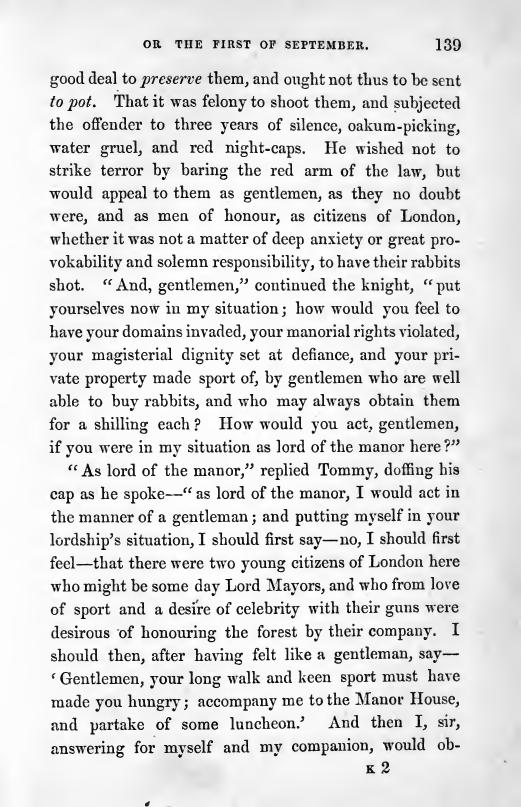 OR THE FIRST OF SEPTEMBER. 139
good deal to preserve them, and ought not thus to be sent
to pot. That it was felony to shoot them, and subjected
the offender to three years of silence, oakum-picking,
water gruel, and red night-caps. He wished not to
strike terror by baring the red arm of the law, but
would appeal to them as gentlemen, as they no doubt
were, and as men of honour, as citizens of London,
whether it was not a matter of deep anxiety or great pro-
vokability and solemn responsibility, to have their rabbits
shot. “And, gentlemen,” continued the knight, “put
yourselves now in my situation; how would you feel to
have your domains invaded, your manorial rights violated,
your magisterial dignity set at defiance, and your pri-
vate property made sport of, by gentlemen who are well
able to buy rabbits, and who may always obtain them
for a shilling each? How would you act, gentlemen,
if you were in my situation as lord of the manor here?”
“As lord of the manor,” replied Tommy, doffing his
cap as he spoke—“as lord of the manor, I would act in
the manner of a gentleman; and putting myself in your
lordship’s situation, I should first say—no, I should first
feel—that there were two young citizens of London here
who might be some day Lord Mayors, and who from love
of sport and a desire of celebrity with their guns were
desirous of honouring the forest by their company. I
should then, after having felt like a gentleman, say—
‘Gentlemen, your long walk and keen sport must have
made you hungry; accompany me to the Manor House,
and partake of some luncheon.’ And then I, sir,
answering for myself and my companion, would ob-
K 2